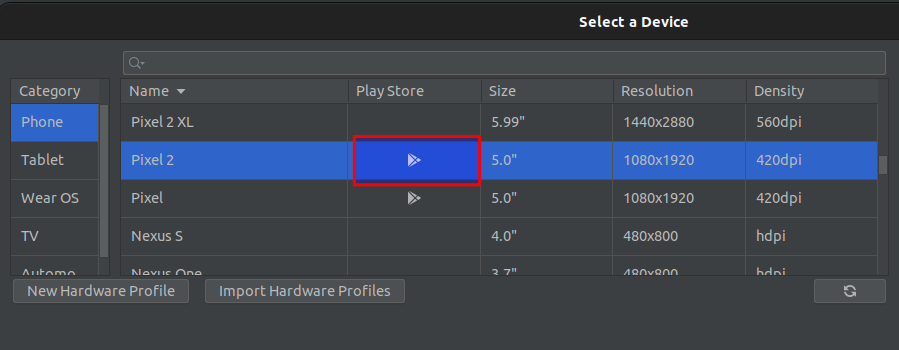 Select a Device
Category
Name Play Store Size Resolution Density
Phone
Pixel 2 XL 5.99" 1440x2880 560dpi
Tablet
Pixel 2 5.0" 1080x1920 420dpi
Wear OS
Pixel 5.0" 1080x1920 420dpi
TV
Nexus S 4.0" 480x800 hdpi
Automo
Nexus One 3.7" 480x800 hdpi
New Hardware Profile Import Hardware Profiles